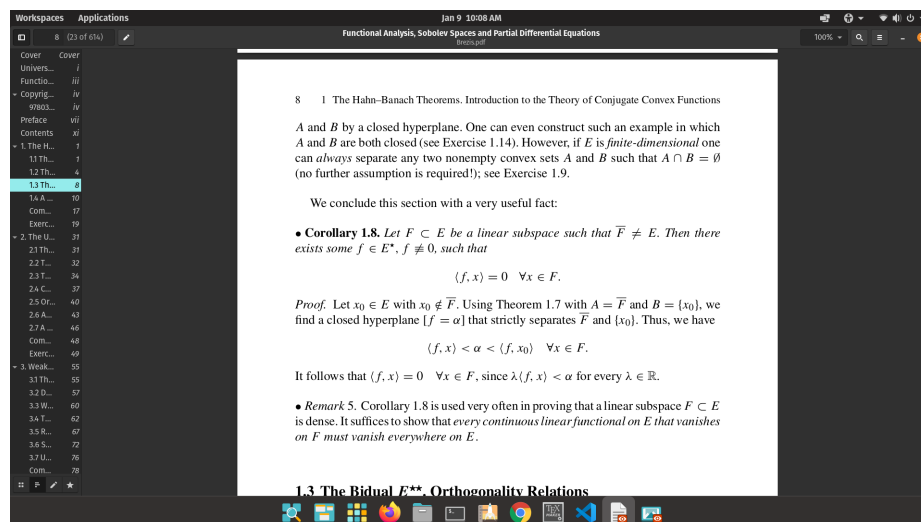 Workspaces Applications Jan 9 10:08 AM
8 (23 of 614) Functional Analysis, Sobolev Spaces and Partial Differential Equations 100%
Brezis.pdf
Cover Cover
Univers... i
Functio... iii
Copyrig... iv
97803... iv
Preface vii
Contents xi
1. The H... 1
1.1 Th... 1
1.2 Th... 4
1.3 Th... 8
1.4 A ... 10
Com... 17
Exerc... 19
2. The U... 31
2.1 Th... 31
2.2 T... 32
2.3 T... 34
2.4 C... 37
2.5 Or... 40
2.6 A... 43
2.7 A ... 46
Com... 48
Exerc... 49
3. Weak... 55
3.1 Th... 55
3.2 D... 57
3.3 W... 60
3.4 T... 62
3.5 R... 67
3.6 S... 72
3.7 U... 76
Com... 78
8 1 The Hahn–Banach Theorems. Introduction to the Theory of Conjugate Convex Functions
A and B by a closed hyperplane. One can even construct such an example in which
A and B are both closed (see Exercise 1.14). However, if E is finite-dimensional one
can always separate any two nonempty convex sets A and B such that A ∩ B = ∅
(no further assumption is required!); see Exercise 1.9.
We conclude this section with a very useful fact:
• Corollary 1.8. Let F ⊂ E be a linear subspace such that F̅ ≠ E. Then there
exists some f ∈ E⋆, f ≢ 0, such that
⟨f, x⟩ = 0 ∀x ∈ F.
Proof. Let x₀ ∈ E with x₀ ∉ F̅. Using Theorem 1.7 with A = F̅ and B = {x₀}, we
find a closed hyperplane [f = α] that strictly separates F̅ and {x₀}. Thus, we have
⟨f, x⟩ < α < ⟨f, x₀⟩ ∀x ∈ F.
It follows that ⟨f, x⟩ = 0 ∀x ∈ F, since λ⟨f, x⟩ < α for every λ ∈ ℝ.
• Remark 5. Corollary 1.8 is used very often in proving that a linear subspace F ⊂ E
is dense. It suffices to show that every continuous linear functional on E that vanishes
on F must vanish everywhere on E.
1.3 The Bidual E⋆⋆. Orthogonality Relations